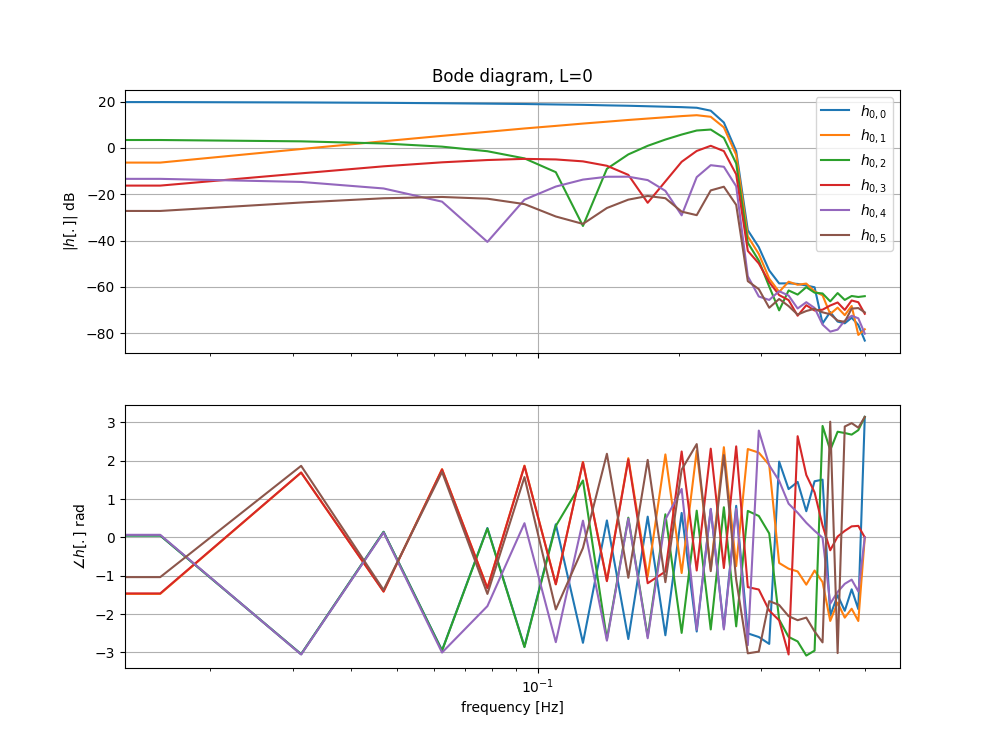 Bode diagram, L=0
20
0
−20
−40
−60
−80
|h[.]| dB
h0,0
h0,1
h0,2
h0,3
h0,4
h0,5
3
2
1
0
−1
−2
−3
∠h[.] rad
10−1
frequency [Hz]